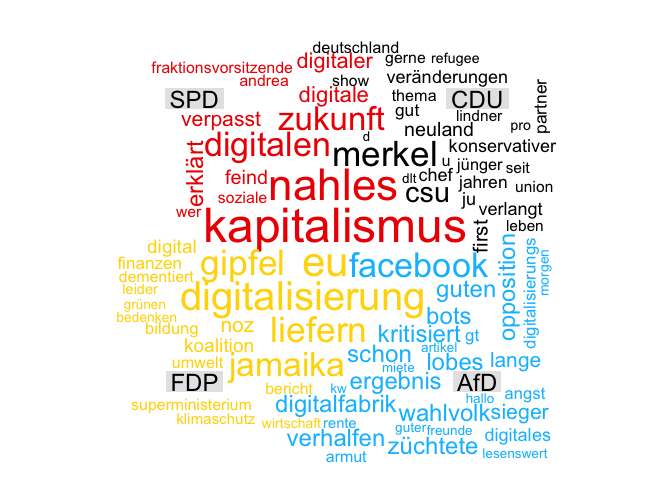 deutschland
fraktionsvorsitzende digitaler gerne refugee
andrea show veränderungen
SPD digitale thema CDU partner
verpasst zukunft gut lindner pro
digitalen d neuland konservativer
erklärt merkel u jünger seit
feind nahles dlt chef jahren union
soziale csu ju
wer kapitalismus first verlangt
leben
digital gipfel eu facebook opposition digitalisierungs morgen
finanzen
dementiert
leider digitalisierung guten
grünen
bedenken noz liefern bots
bildung kritisiert gt
koalition schon artikel
umwelt jamaika miete lobes lange
FDP bericht kw ergebnis AfD
superministerium digitalfabrik hallo angst
klimaschutz wirtschaft rente wahlvolk sieger
verhalfen guter freunde digitales
armut züchtete lesenswert